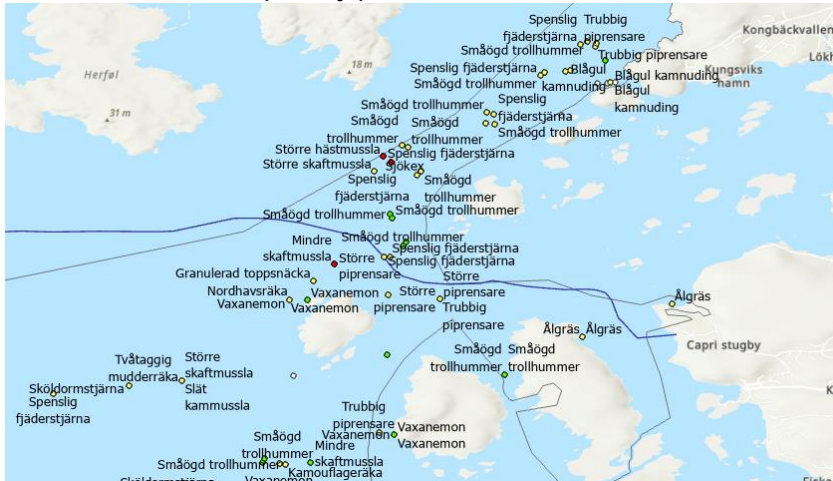 Spenslig Trubbig
fjäderstjärna piprensare
Kongbäckvallen
Småögd trollhummer
Trubbig piprensare
Herføl
18 m
Spenslig fjäderstjärna
Blågul
Kungsviks
namn
Småögd trollhummer
kamnuding
Blågul kamnuding
Blågul
kamnuding
31 m
Småögd trollhummer
Spenslig
fjäderstjärna
Småögd
Småögd
Småögd trollhummer
trollhummer
trollhummer
Större hästmussla
Spenslig fjäderstjärna
Större skaftmussla
Sjökex
Spenslig
fjäderstjärna
Småögd
trollhummer
Småögd trollhummer
Småögd trollhummer
Mindre
skaftmussla
Småögd trollhummer
Spenslig fjäderstjärna
Större
piprensare
Spenslig fjäderstjärna
Granulerad toppsnäcka
Större
piprensare
Nordhavsräka
Vaxanemon
Större
piprensare
Vaxanemon
Vaxanemon
Trubbig
piprensare
Ålgräs
Ålgräs
Ålgräs
Capri stugby
Tvåtaggig
mudderräka
Större
skaftmussla
Småögd
trollhummer
Småögd
trollhummer
Sköldormstjärna
Slät
kammussla
Spenslig
fjäderstjärna
Trubbig
piprensare
Vaxanemon
Vaxanemon
Vaxanemon
Småögd
trollhummer
Mindre
skaftmussla
Småögd trollhummer
Kamouflageräka
Vaxanemon
Sköldormstjärna